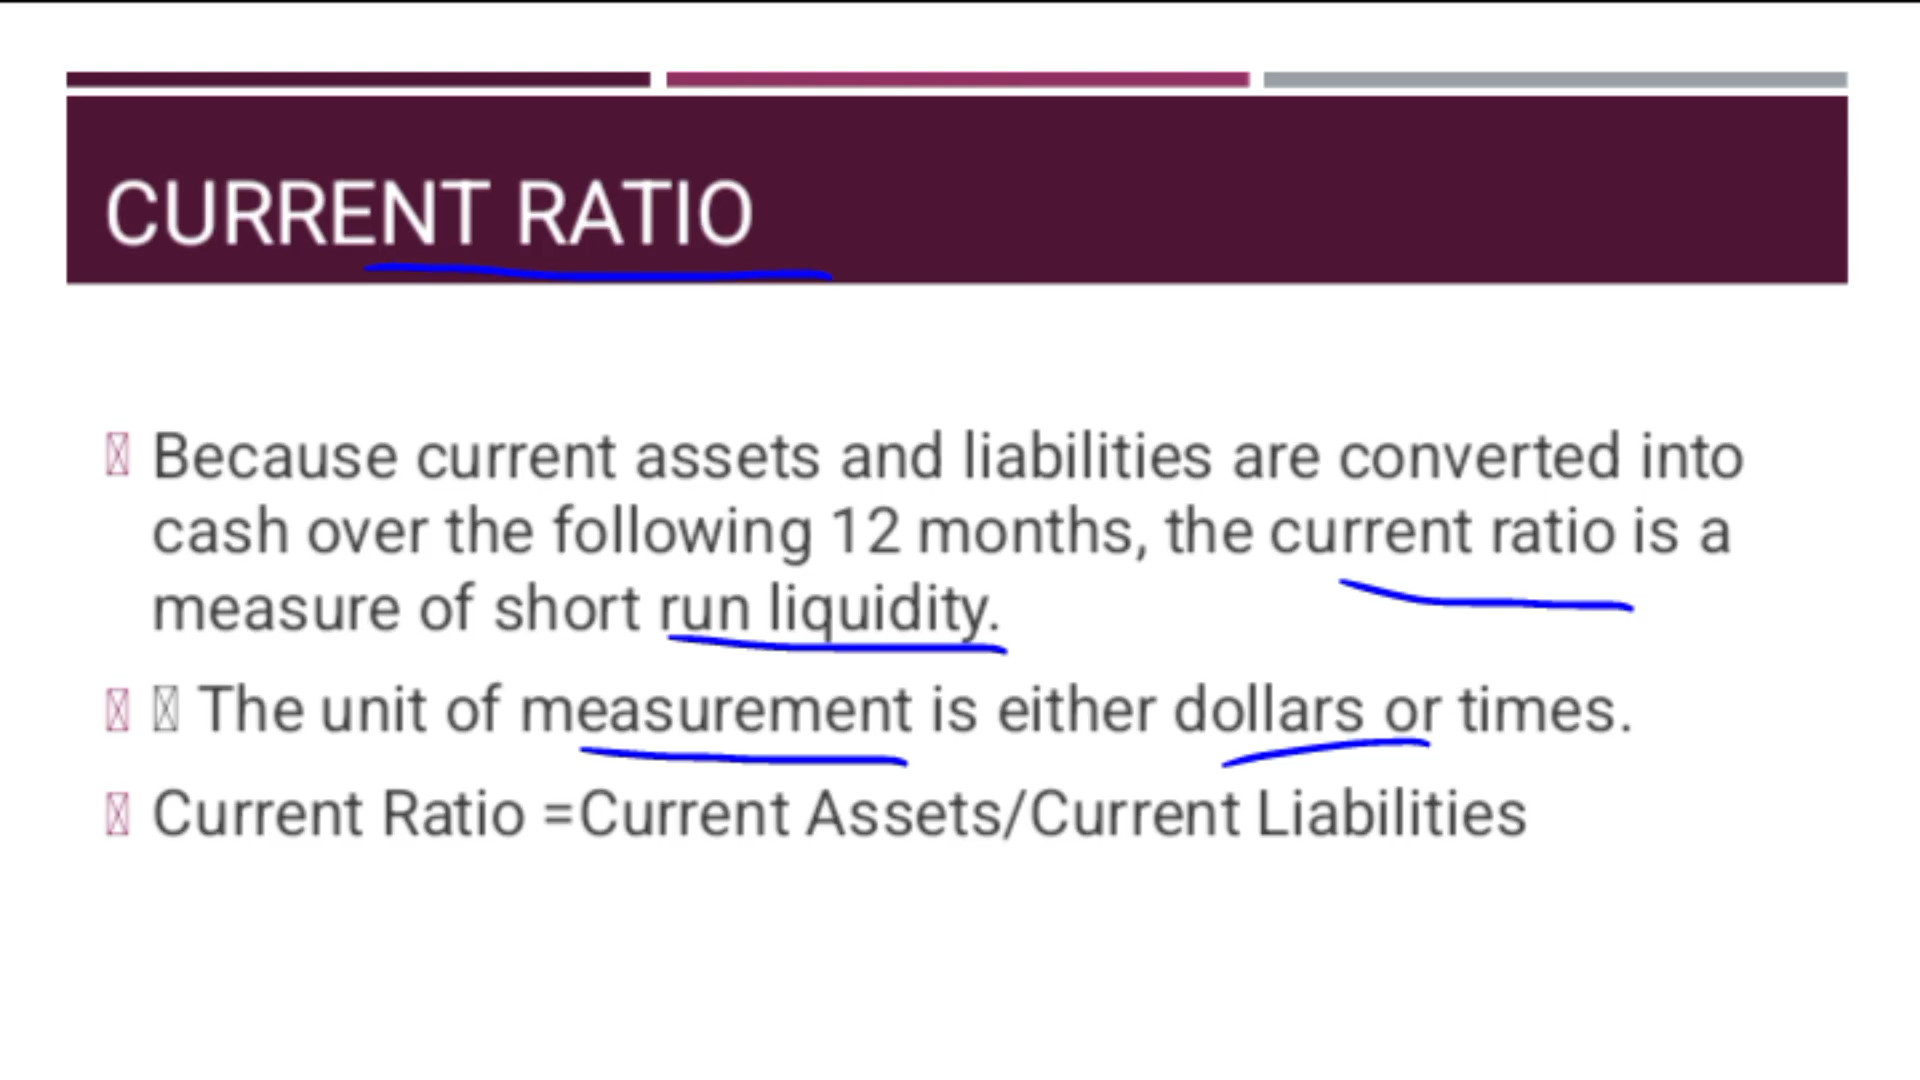 CURRENT RATIO
Because current assets and liabilities are converted into
cash over the following 12 months, the current ratio is a
measure of short run liquidity.
The unit of measurement is either dollars or times.
Current Ratio =Current Assets/Current Liabilities